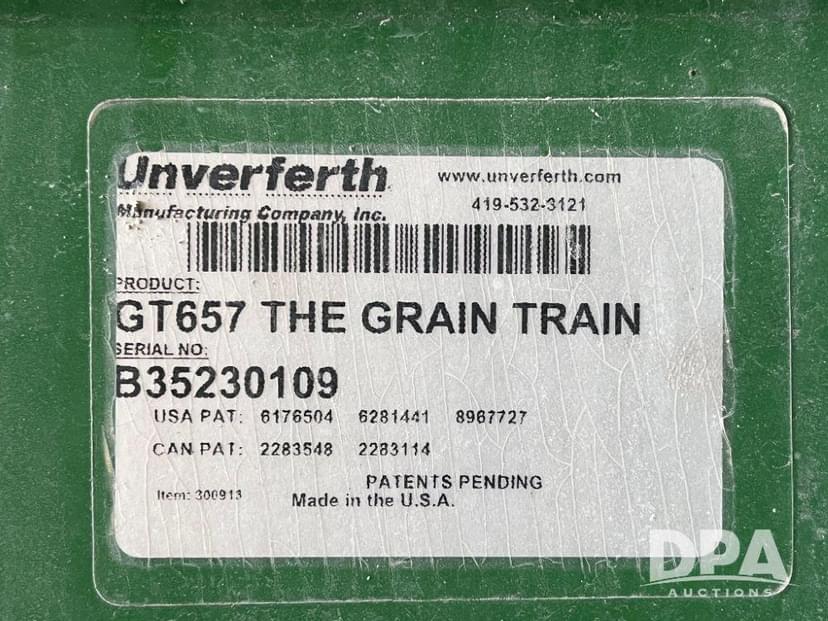 Unverferth
www.unverferth.com
Manufacturing Company, Inc.
419-532-3121
PRODUCT:
GT657 THE GRAIN TRAIN
SERIAL NO:
B35230109
USA PAT: 6176504 6281441 8967727
CAN PAT: 2283548 2283114
PATENTS PENDING
Item: 300913
Made in the U.S.A.
DPA
AUCTIONS